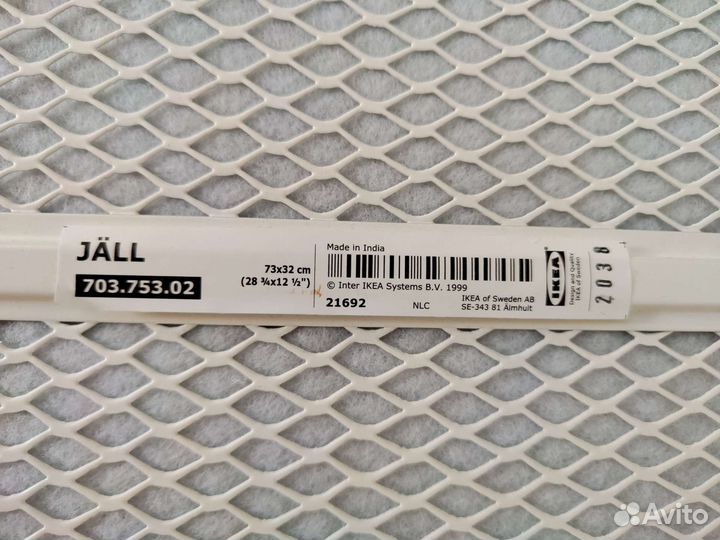 JÄLL
703.753.02
73x32 cm
(28 ¾x12 ½")
Made in India
© Inter IKEA Systems B.V. 1999
21692
NLC
IKEA of Sweden AB
SE-343 81 Älmhult
IKEA
Design and Quality
IKEA of Sweden
2038
Avito